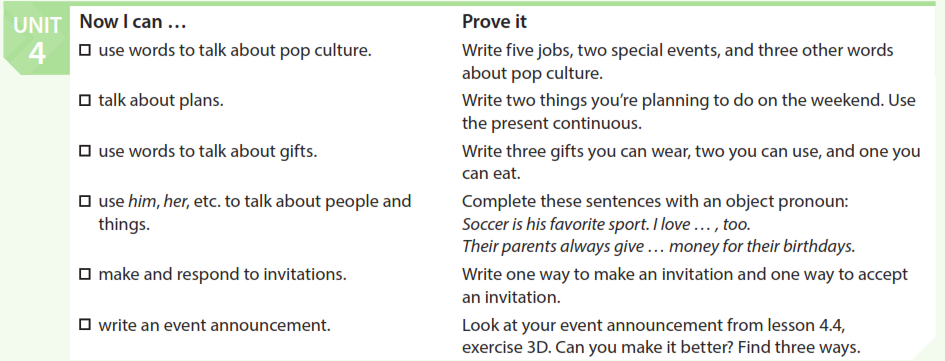 UNIT
4
Now I can …
Prove it
use words to talk about pop culture.
Write five jobs, two special events, and three other words
about pop culture.
talk about plans.
Write two things you’re planning to do on the weekend. Use
the present continuous.
use words to talk about gifts.
Write three gifts you can wear, two you can use, and one you
can eat.
use him, her, etc. to talk about people and
things.
Complete these sentences with an object pronoun:
Soccer is his favorite sport. I love … , too.
Their parents always give … money for their birthdays.
make and respond to invitations.
Write one way to make an invitation and one way to accept
an invitation.
write an event announcement.
Look at your event announcement from lesson 4.4,
exercise 3D. Can you make it better? Find three ways.